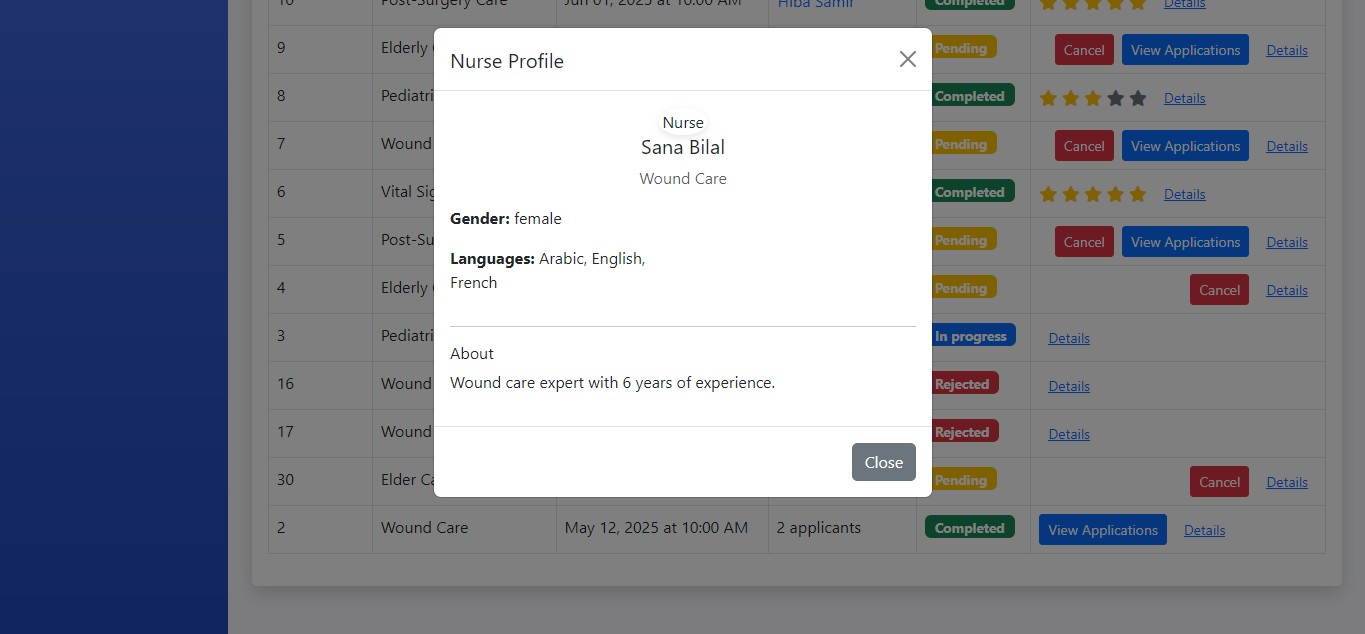 10 Post-Surgery Care Jun 01, 2025 at 10:00 AM Hiba Samir Completed Details
9 Elderly Pending Cancel View Applications Details
8 Pediatri Completed Details
7 Wound Pending Cancel View Applications Details
6 Vital Sig Completed Details
5 Post-Su Pending Cancel View Applications Details
4 Elderly Pending Cancel Details
3 Pediatri In progress Details
16 Wound Rejected Details
17 Wound Rejected Details
30 Elder Ca Pending Cancel Details
2 Wound Care May 12, 2025 at 10:00 AM 2 applicants Completed View Applications Details
Nurse Profile
Nurse
Sana Bilal
Wound Care
Gender: female
Languages: Arabic, English,
French
About
Wound care expert with 6 years of experience.
Close